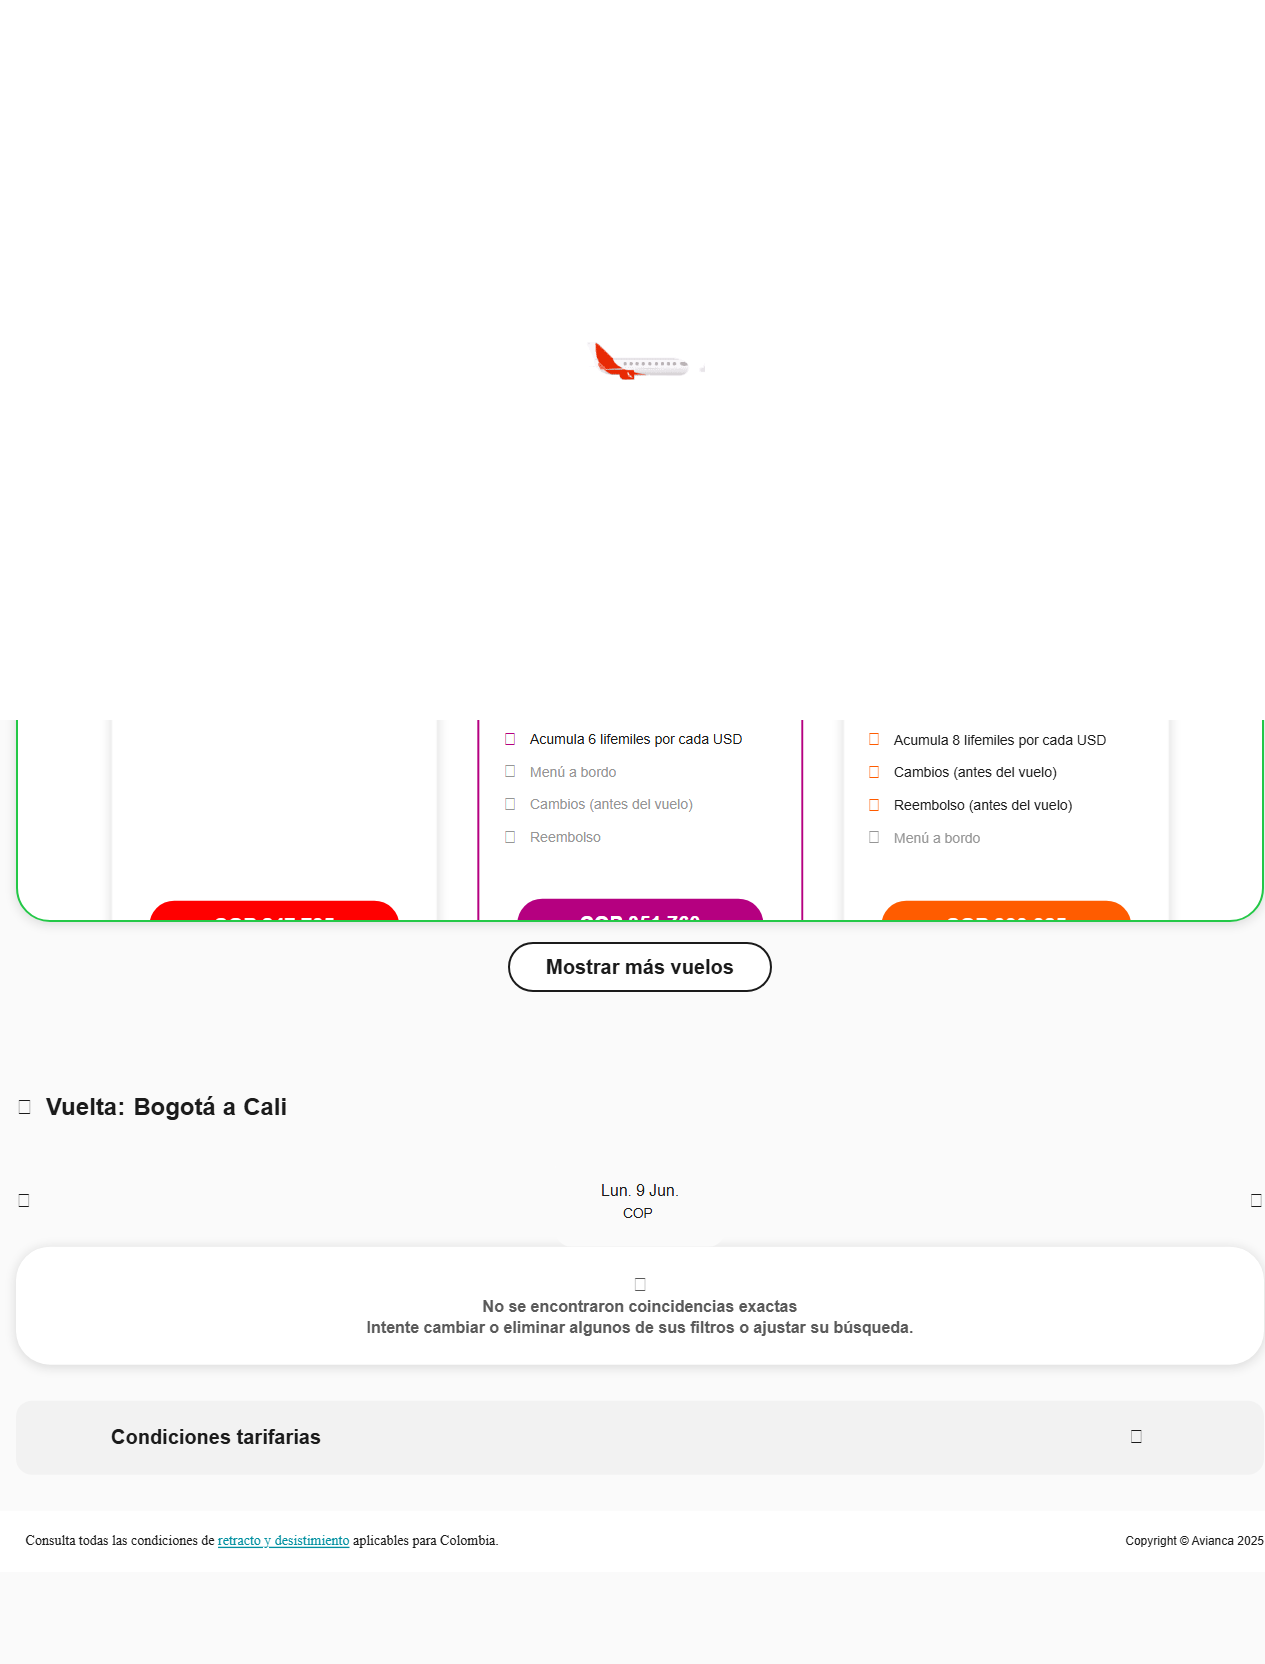 Acumula 6 lifemiles por cada USD
Menú a bordo
Cambios (antes del vuelo)
Reembolso
Acumula 8 lifemiles por cada USD
Cambios (antes del vuelo)
Reembolso (antes del vuelo)
Menú a bordo
COP
COP
COP
Mostrar más vuelos
Vuelta: Bogotá a Cali
Lun. 9 Jun.
COP
No se encontraron coincidencias exactas
Intente cambiar o eliminar algunos de sus filtros o ajustar su búsqueda.
Condiciones tarifarias
Consulta todas las condiciones de retracto y desistimiento aplicables para Colombia.
Copyright © Avianca 2025